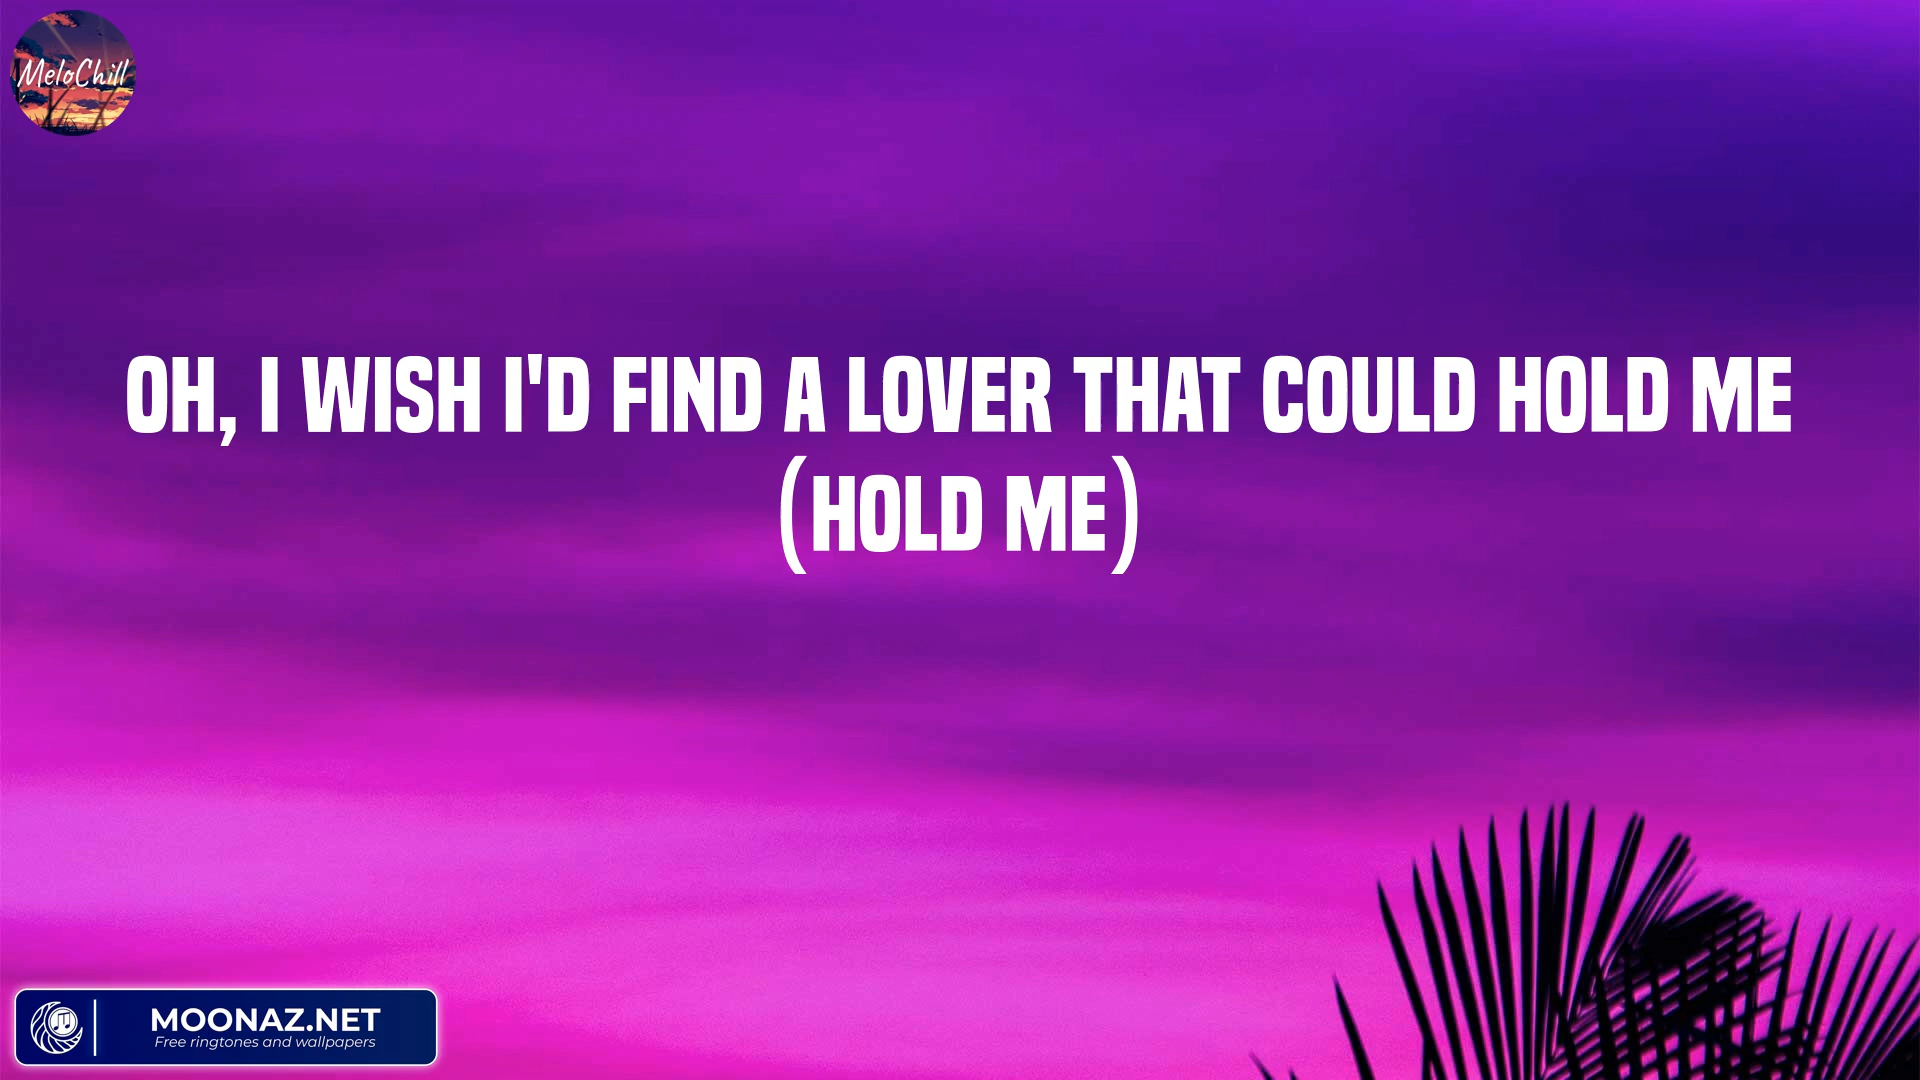 MeloChill
OH, I WISH I'D FIND A LOVER THAT COULD HOLD ME
(HOLD ME)
MOONAZ.NET
Free ringtones and wallpapers